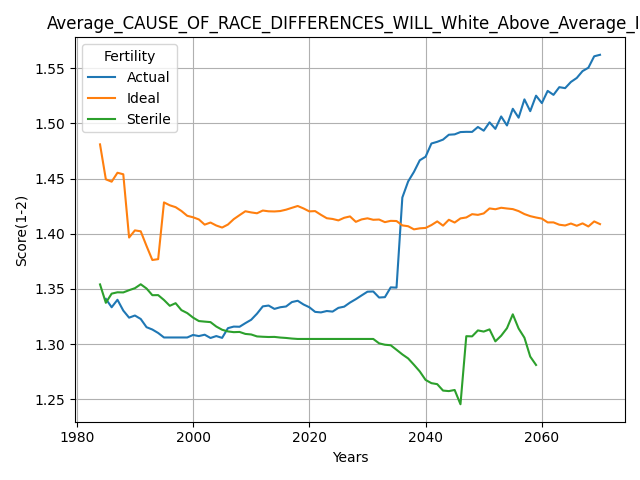 Average_CAUSE_OF_RACE_DIFFERENCES_WILL_White_Above_Average_
Fertility
Actual
Ideal
Sterile
Score(1-2)
1.55
1.50
1.45
1.40
1.35
1.30
1.25
1980
2000
2020
2040
2060
Years